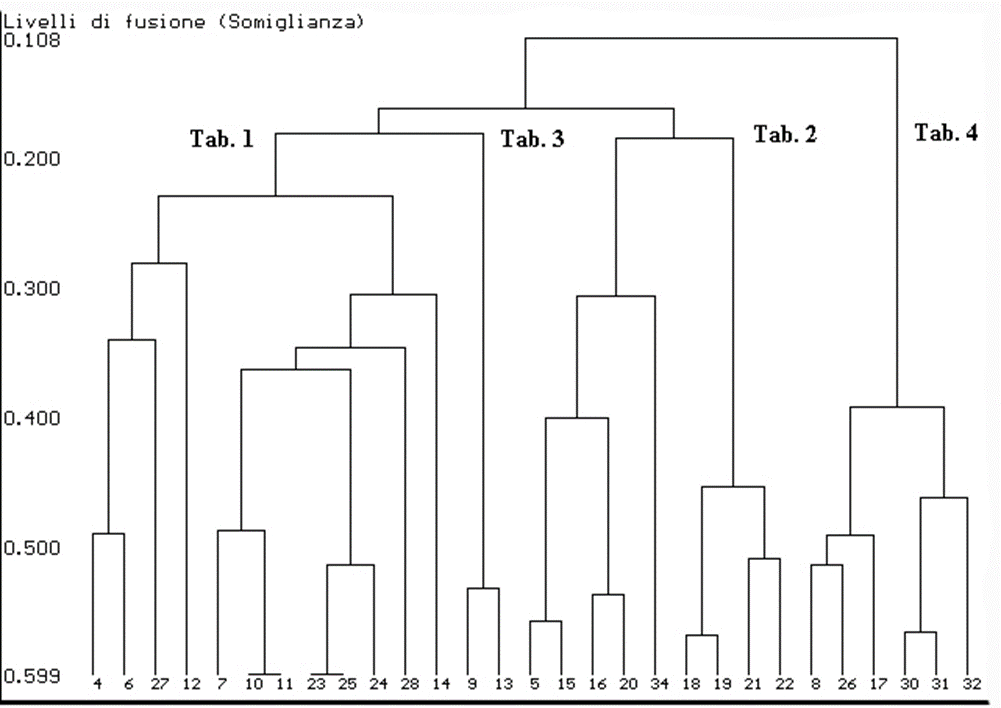 Livelli di fusione (Somiglianza)
0.108
Tab. 1
Tab. 3
Tab. 2
Tab. 4
0.200
0.300
0.400
0.500
0.599
4 6 27 12 7 10 11 23 25 24 28 14 9 13 5 15 16 20 34 18 19 21 22 8 26 17 30 31 32